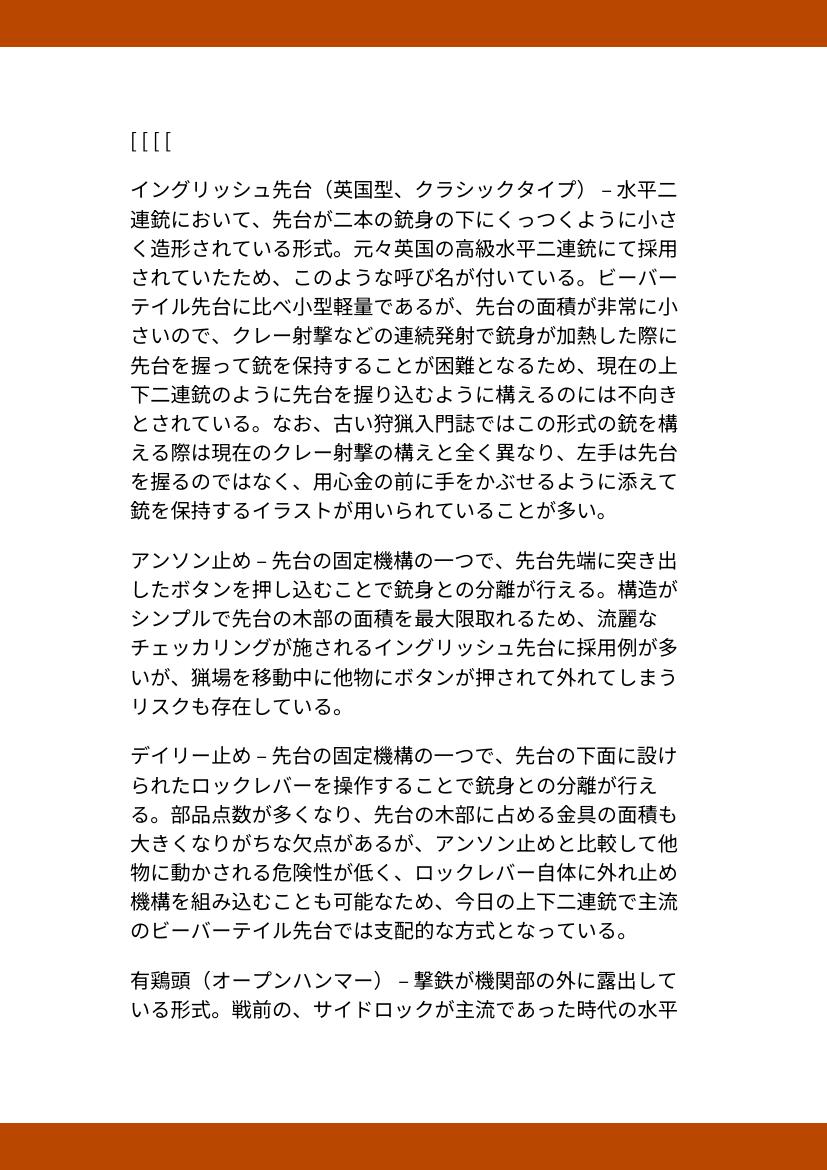 [ [ [ [
イングリッシュ先台（英国型、クラシックタイプ） – 水平二
連銃において、先台が二本の銃身の下にくっつくように小さ
く造形されている形式。元々英国の高級水平二連銃にて採用
されていたため、このような呼び名が付いている。ビーバー
テイル先台に比べ小型軽量であるが、先台の面積が非常に小
さいので、クレー射撃などの連続発射で銃身が加熱した際に
先台を握って銃を保持することが困難となるため、現在の上
下二連銃のように先台を握り込むように構えるのには不向き
とされている。なお、古い狩猟入門誌ではこの形式の銃を構
える際は現在のクレー射撃の構えと全く異なり、左手は先台
を握るのではなく、用心金の前に手をかぶせるように添えて
銃を保持するイラストが用いられていることが多い。
アンソン止め – 先台の固定機構の一つで、先台先端に突き出
したボタンを押し込むことで銃身との分離が行える。構造が
シンプルで先台の木部の面積を最大限取れるため、流麗な
チェッカリングが施されるイングリッシュ先台に採用例が多
いが、猟場を移動中に他物にボタンが押されて外れてしまう
リスクも存在している。
デイリー止め – 先台の固定機構の一つで、先台の下面に設け
られたロックレバーを操作することで銃身との分離が行え
る。部品点数が多くなり、先台の木部に占める金具の面積も
大きくなりがちな欠点があるが、アンソン止めと比較して他
物に動かされる危険性が低く、ロックレバー自体に外れ止め
機構を組み込むことも可能なため、今日の上下二連銃で主流
のビーバーテイル先台では支配的な方式となっている。
有鶏頭（オープンハンマー） – 撃鉄が機関部の外に露出して
いる形式。戦前の、サイドロックが主流であった時代の水平